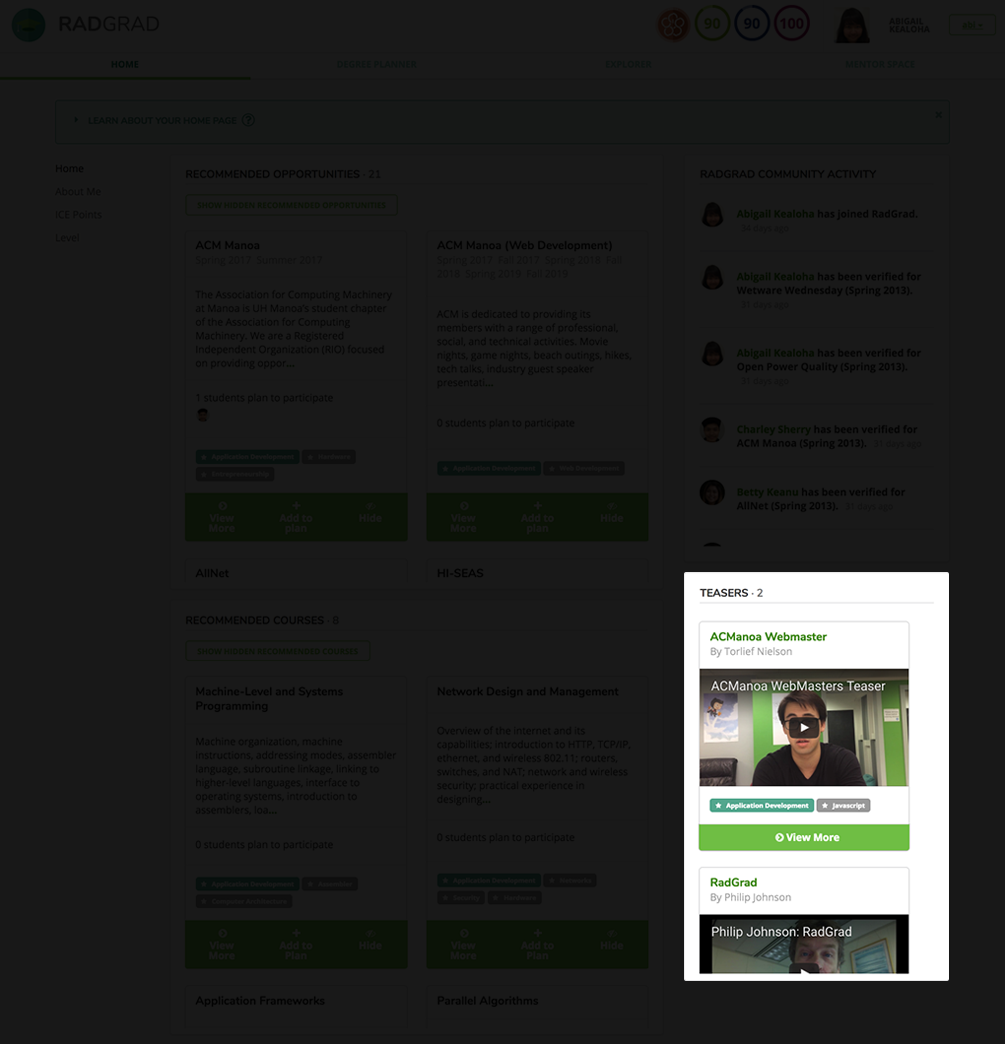 RADGRAD
90
90
100
ABIGAIL
KEALOHA
HOME
DEGREE PLANNER
EXPLORER
MENTOR SPACE
LEARN ABOUT YOUR HOME PAGE ?
Home
About Me
ICE Points
Level
RECOMMENDED OPPORTUNITIES · 21
SHOW HIDDEN RECOMMENDED OPPORTUNITIES
ACM Manoa
Spring 2017 Summer 2017
The Association for Computing Machinery
at Manoa is UH Manoa's student chapter
of the Association for Computing
Machinery. We are a Registered
Independent Organization (RIO) focused
on providing oppor...
1 students plan to participate
Application Development
Entrepreneurship
View
More
Add to
plan
Hide
ACM Manoa (Web Development)
Spring 2017 Fall 2017 Spring 2018 Fall
2018 Spring 2019 Fall 2019
ACM is dedicated to providing its
members with a range of professional,
social, and technical activities. Movie
nights, game nights, beach outings, hikes,
tech talks, industry guest speaker
presentati...
0 students plan to participate
Application Development
Web Development
View
More
Add to
plan
Hide
AllNet
HI-SEAS
RECOMMENDED COURSES · 8
SHOW HIDDEN RECOMMENDED COURSES
Machine-Level and Systems
Programming
Machine organization, machine
instructions, addressing modes, assembler
language, subroutine linkage, linking to
higher-level languages, interface to
operating systems, introduction to
assemblers, loa...
0 students plan to participate
Application Development
Computer Architecture
View
More
Add to
Plan
Hide
Network Design and Management
Overview of the internet and its
capabilities; introduction to HTTP, TCP/IP,
ethernet, and wireless 802.11; routers,
switches, and NAT; network and wireless
security; practical experience in
designing...
0 students plan to participate
Application Development
Networks
Security
Hardware
View
More
Add to
Plan
Hide
Application Frameworks
Parallel Algorithms
RADGRAD COMMUNITY ACTIVITY
Abigail Kealoha has joined RadGrad.
days ago
Abigail Kealoha has been verified for
Wetware Wednesday (Spring 2013).
31 days ago
Abigail Kealoha has been verified for
Open Power Quality (Spring 2013).
31 days ago
Charley Sherry has been verified for
ACM Manoa (Spring 2013). 31 days ago
Betty Keanu has been verified for
AllNet (Spring 2013). 31 days ago
TEASERS · 2
ACManoa Webmaster
By Torlief Nielson
ACManoa WebMasters Teaser
Application Development
Javascript
View More
RadGrad
By Philip Johnson
Philip Johnson: RadGrad